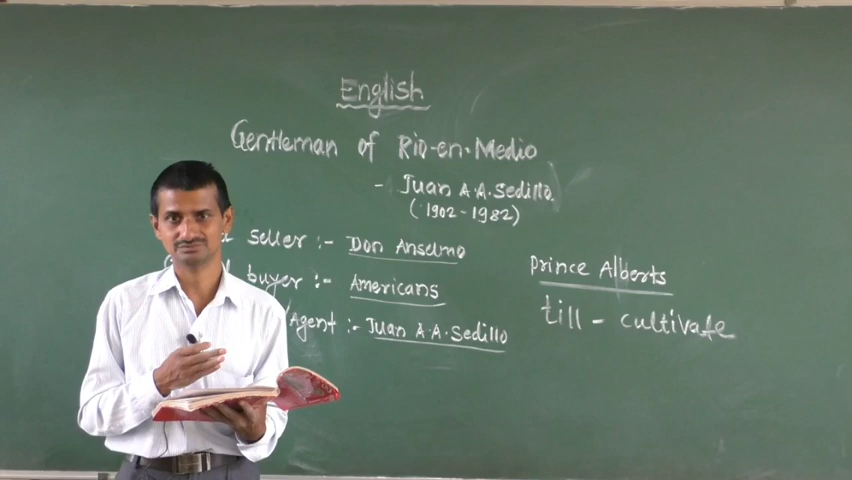 English
Gentleman of Rio-en-Medio
- Juan A.A. Sedillo
(1902-1982)
seller :- Don Anselmo
buyer :- Americans
/Agent :- Juan A.A. Sedillo
Prince Alberts
till - cultivate